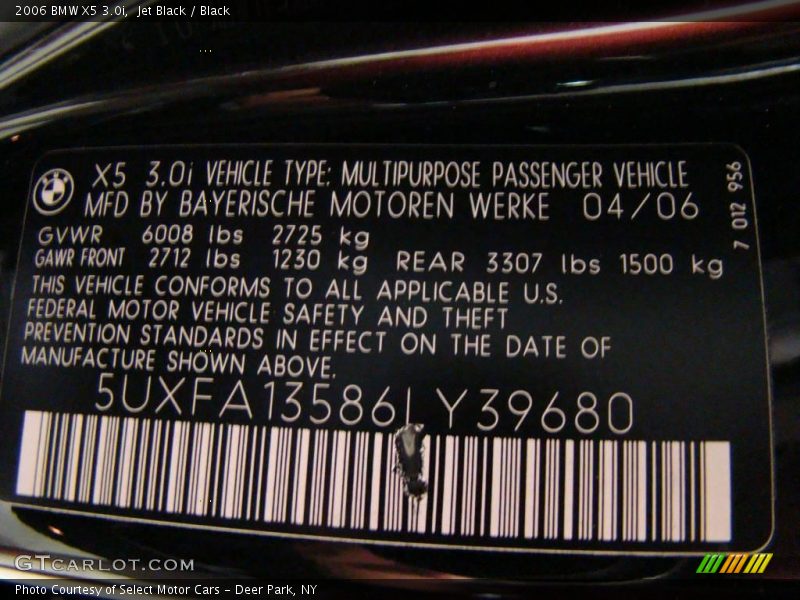 2006 BMW X5 3.0i, Jet Black / Black
X5 3.0i VEHICLE TYPE: MULTIPURPOSE PASSENGER VEHICLE
MFD BY BAYERISCHE MOTOREN WERKE 04/06
7 012 956
GVWR 6008 lbs 2725 kg
GAWR FRONT 2712 lbs 1230 kg REAR 3307 lbs 1500 kg
THIS VEHICLE CONFORMS TO ALL APPLICABLE U.S.
FEDERAL MOTOR VEHICLE SAFETY AND THEFT
PREVENTION STANDARDS IN EFFECT ON THE DATE OF
MANUFACTURE SHOWN ABOVE.
5UXFA13586LY39680
GTCARLOT.COM
Photo Courtesy of Select Motor Cars - Deer Park, NY